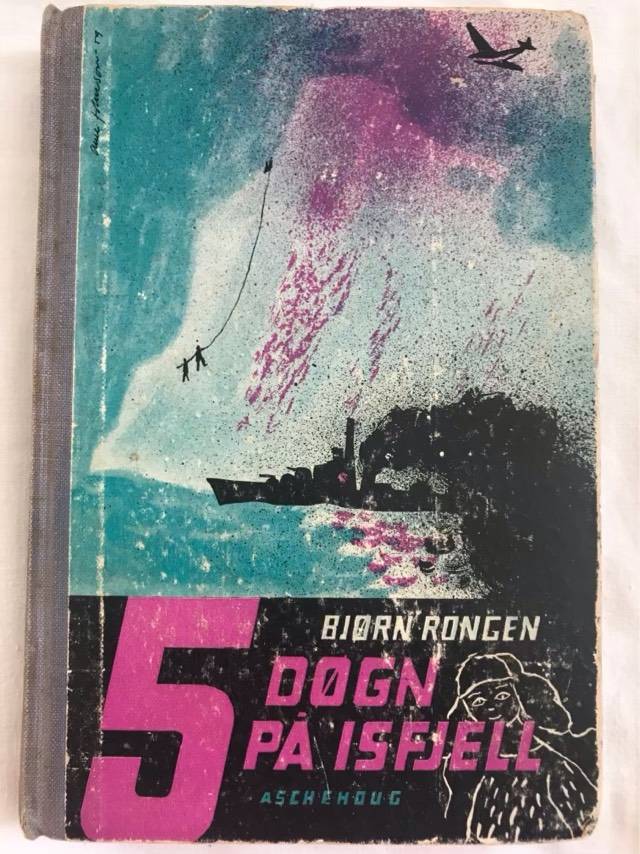 BJØRN RONGEN
5 DØGN
PÅ ISFJELL
ASCHEHOUG